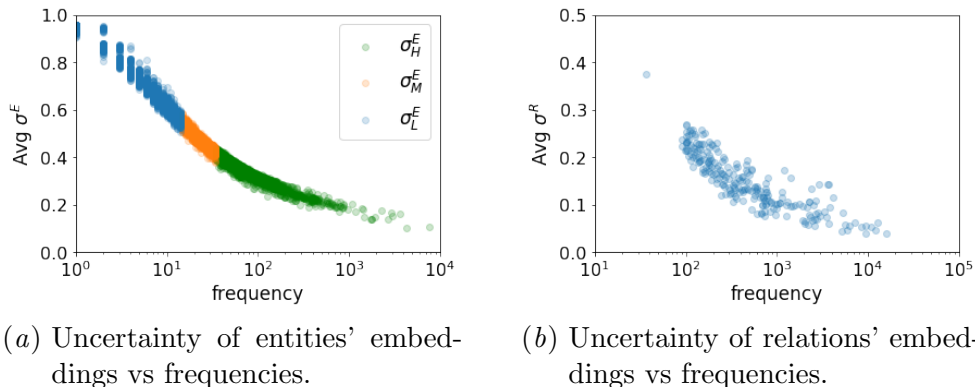 1.0
0.8
0.6
0.4
0.2
0.0
Avg σ^E
10^0 10^1 10^2 10^3 10^4
frequency
σ_H^E
σ_M^E
σ_L^E
0.5
0.4
0.3
0.2
0.1
0.0
Avg σ^R
10^1 10^2 10^3 10^4 10^5
frequency
(a) Uncertainty of entities' embed-
dings vs frequencies.
(b) Uncertainty of relations' embed-
dings vs frequencies.